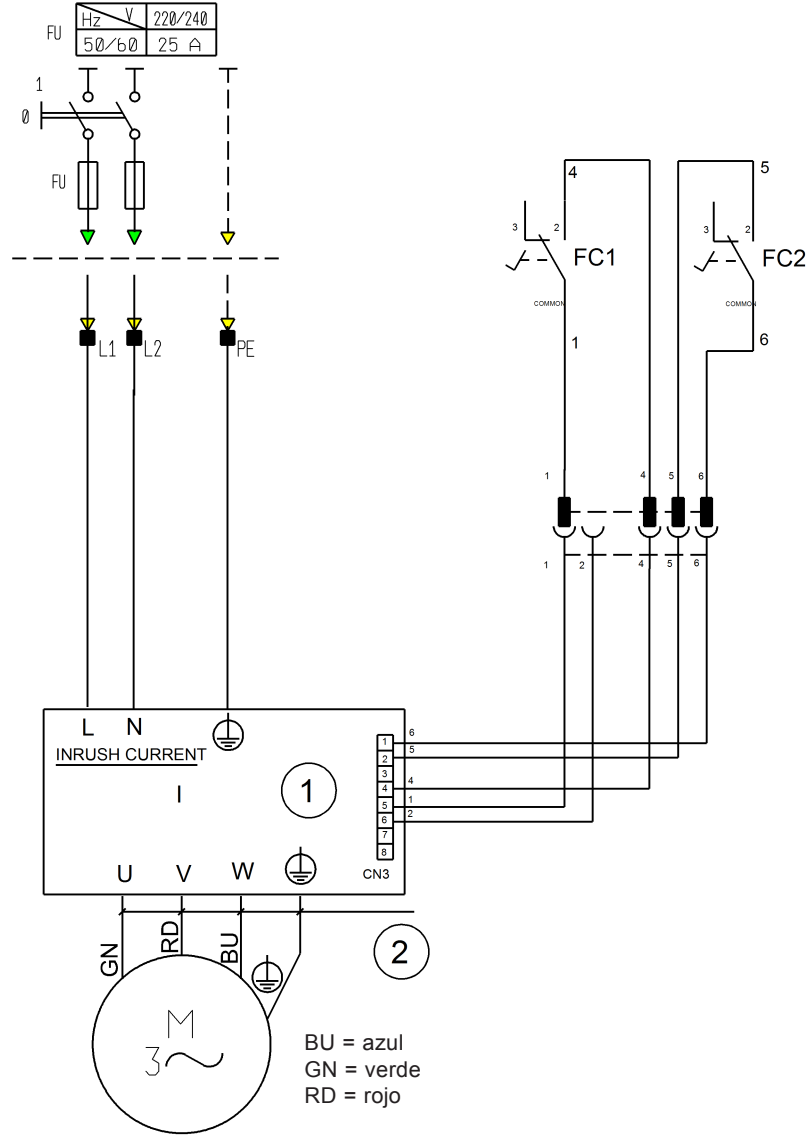 Hz V 220/240
FU 50/60 25 A
1
0
FU
4 5
3 2 FC1 3 2 FC2
COMMON COMMON
1 6
L1 L2 PE
1 4 5 6
1 2 4 5 6
L N
INRUSH CURRENT
I
1
1 6
2 5
3
4 4
5 1
6 2
7
8
CN3
U V W
GN RD BU
2
M
3
BU = azul
GN = verde
RD = rojo